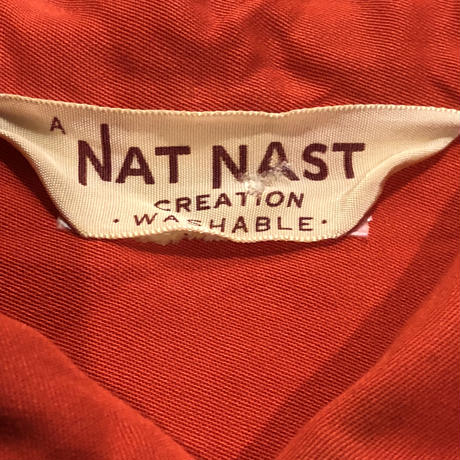 A
NAT NAST
CREATION
· WASHABLE ·